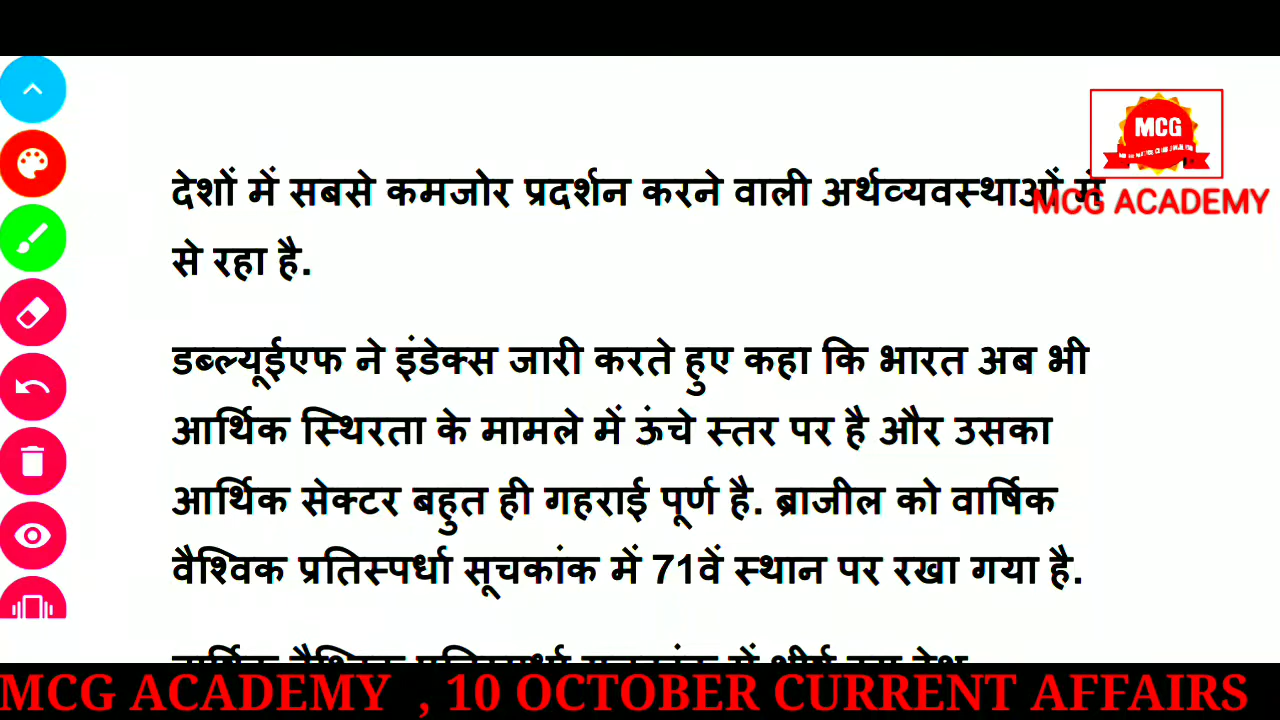 MCG
देशों में सबसे कमजोर प्रदर्शन करने वाली अर्थव्यवस्थाओं में
MCG ACADEMY
से रहा है.
डब्ल्यूईएफ ने इंडेक्स जारी करते हुए कहा कि भारत अब भी
आर्थिक स्थिरता के मामले में ऊंचे स्तर पर है और उसका
आर्थिक सेक्टर बहुत ही गहराई पूर्ण है. ब्राजील को वार्षिक
वैश्विक प्रतिस्पर्धा सूचकांक में 71वें स्थान पर रखा गया है.
MCG ACADEMY , 10 OCTOBER CURRENT AFFAIRS